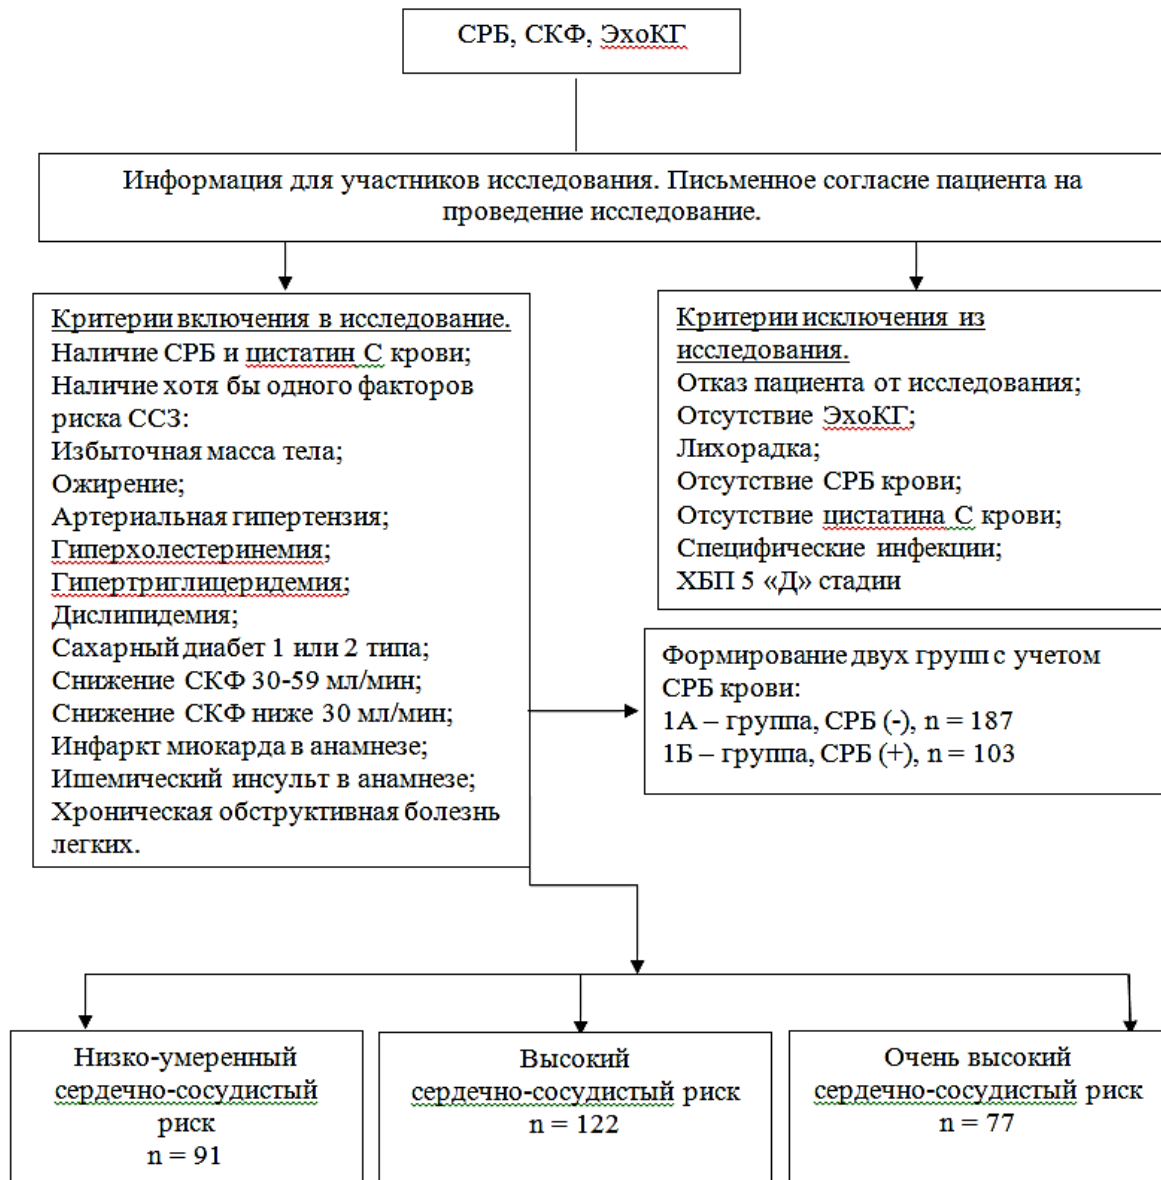 СРБ, СКФ, ЭхоКГ
Информация для участников исследования. Письменное согласие пациента на
проведение исследование.
Критерии включения в исследование.
Наличие СРБ и цистатин С крови;
Наличие хотя бы одного факторов
риска ССЗ:
Избыточная масса тела;
Ожирение;
Артериальная гипертензия;
Гиперхолестеринемия;
Гипертриглицеридемия;
Дислипидемия;
Сахарный диабет 1 или 2 типа;
Снижение СКФ 30-59 мл/мин;
Снижение СКФ ниже 30 мл/мин;
Инфаркт миокарда в анамнезе;
Ишемический инсульт в анамнезе;
Хроническая обструктивная болезнь
легких.
Критерии исключения из
исследования.
Отказ пациента от исследования;
Отсутствие ЭхоКГ;
Лихорадка;
Отсутствие СРБ крови;
Отсутствие цистатина С крови;
Специфические инфекции;
ХБП 5 «Д» стадии
Формирование двух групп с учетом
СРБ крови:
1А – группа, СРБ (-), n = 187
1Б – группа, СРБ (+), n = 103
Низко-умеренный
сердечно-сосудистый
риск
n = 91
Высокий
сердечно-сосудистый риск
n = 122
Очень высокий
сердечно-сосудистый риск
n = 77